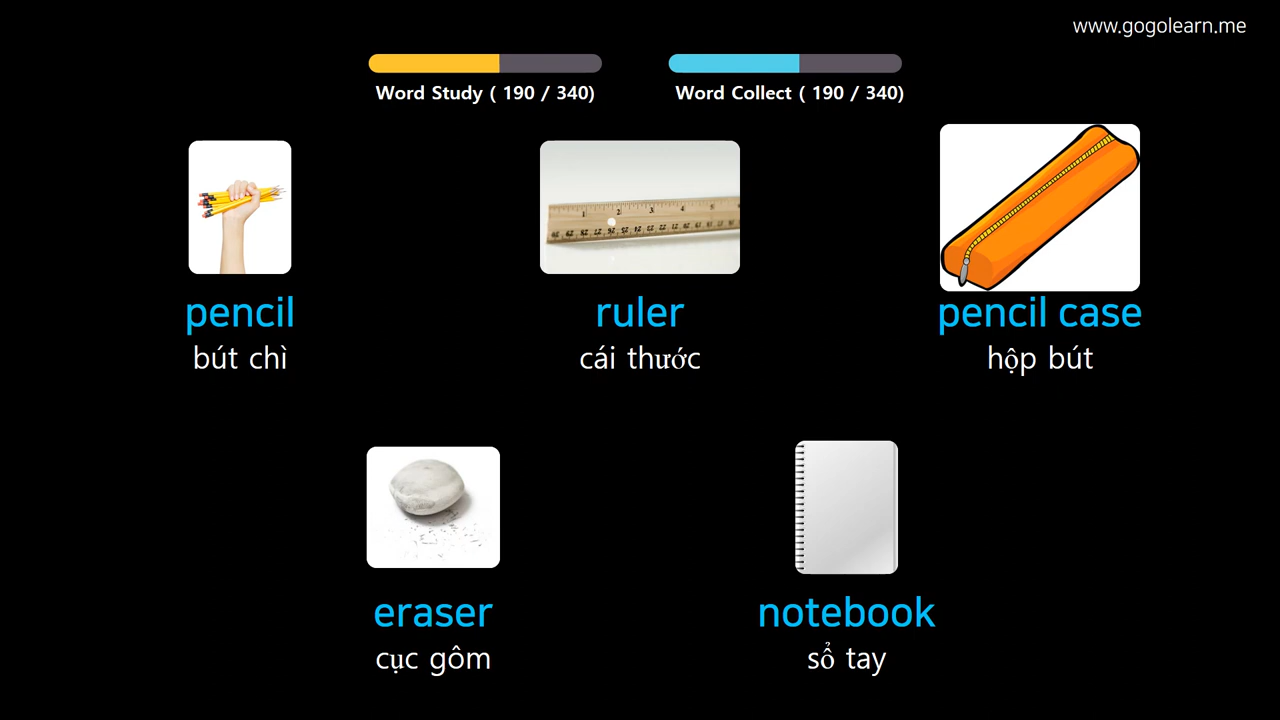 www.gogolearn.me
Word Study ( 190 / 340)
Word Collect ( 190 / 340)
pencil
bút chì
ruler
cái thước
pencil case
hộp bút
eraser
cục gôm
notebook
sổ tay